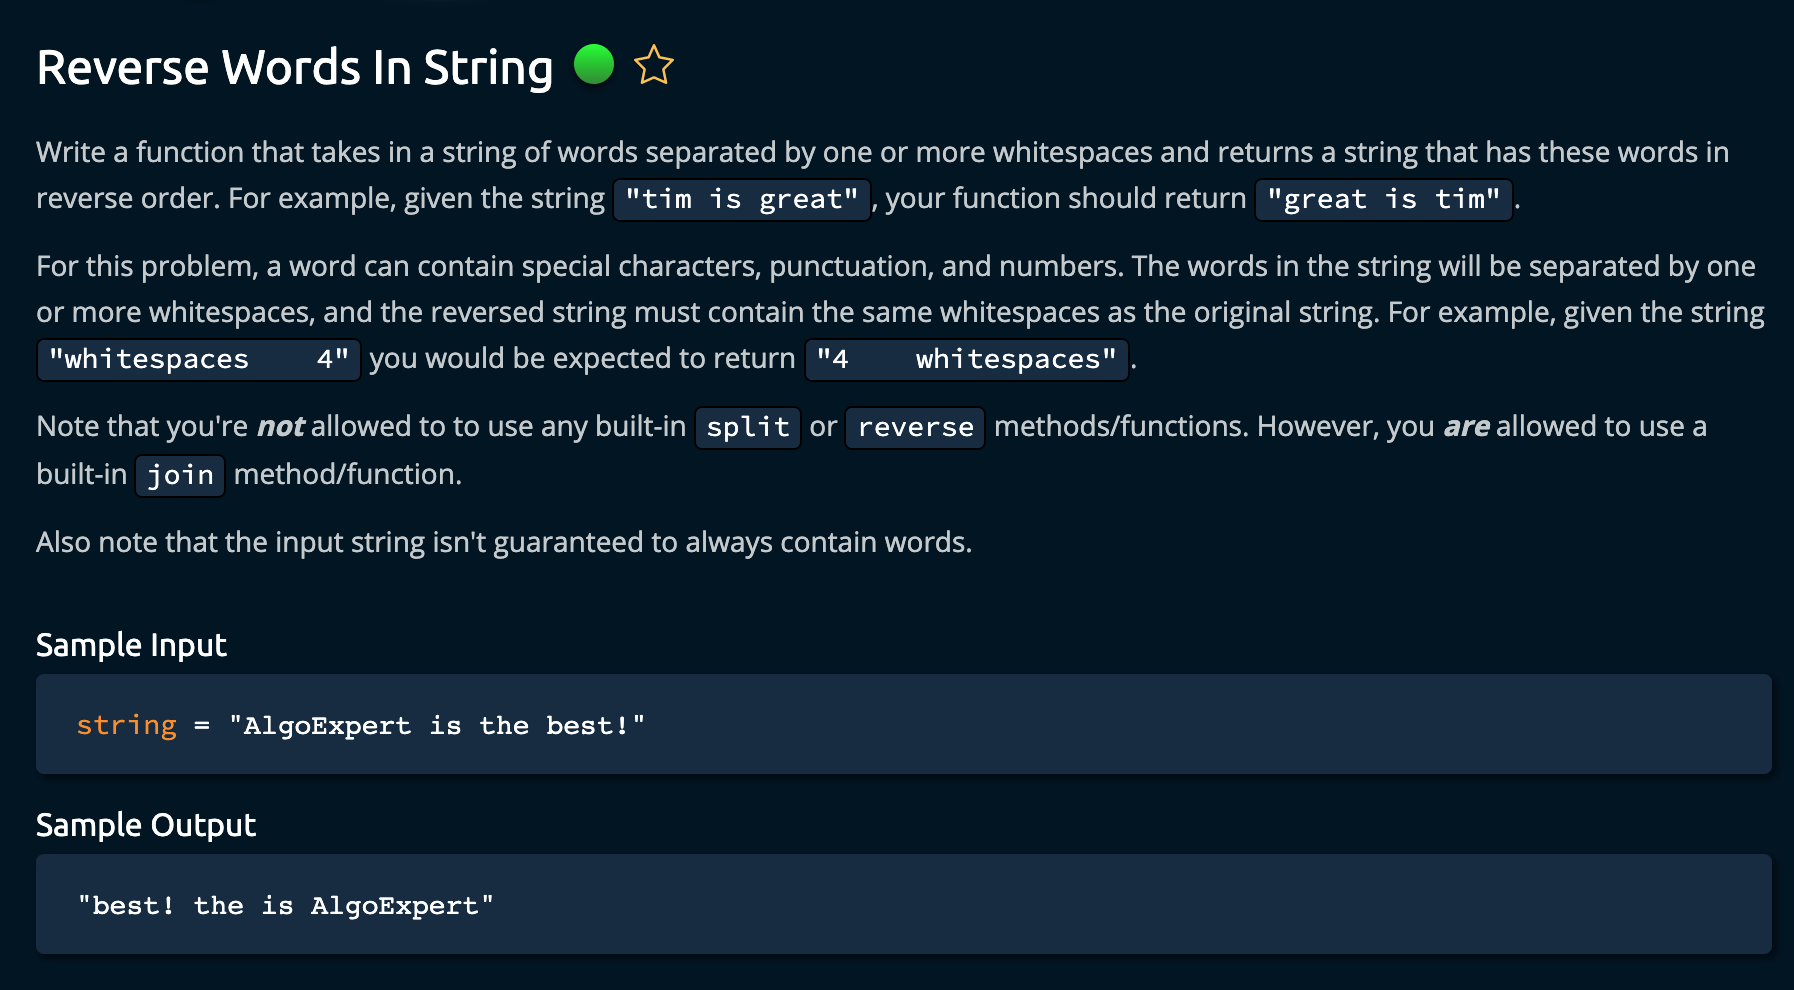 Reverse Words In String
Write a function that takes in a string of words separated by one or more whitespaces and returns a string that has these words in
reverse order. For example, given the string "tim is great", your function should return "great is tim".
For this problem, a word can contain special characters, punctuation, and numbers. The words in the string will be separated by one
or more whitespaces, and the reversed string must contain the same whitespaces as the original string. For example, given the string
"whitespaces    4" you would be expected to return "4    whitespaces".
Note that you're not allowed to to use any built-in split or reverse methods/functions. However, you are allowed to use a
built-in join method/function.
Also note that the input string isn't guaranteed to always contain words.
Sample Input
string = "AlgoExpert is the best!"
Sample Output
"best! the is AlgoExpert"